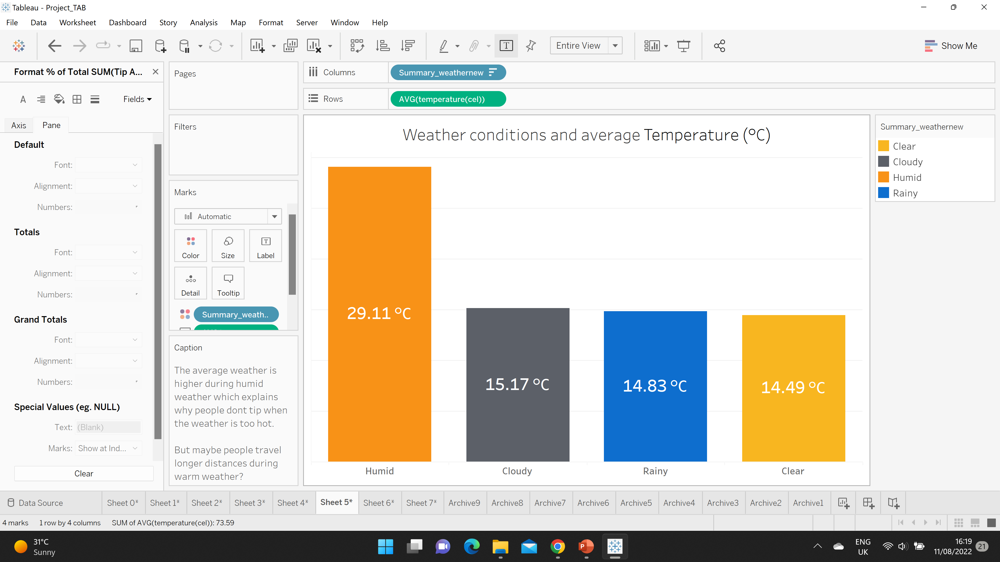 Tableau - Project_TAB
File Data Worksheet Dashboard Story Analysis Map Format Server Window Help
T
Entire View
Show Me
Format % of Total SUM(Tip A...
A
Fields
Axis Pane
Default
Font:
Alignment:
Numbers:
Totals
Font:
Alignment:
Numbers:
Grand Totals
Font:
Alignment:
Numbers:
Special Values (eg. NULL)
Text: (Blank)
Marks: Show at Ind...
Clear
Pages
Filters
Marks
Automatic
Color Size Label
Detail Tooltip
Summary_weath..
Caption
The average weather is
higher during humid
weather which explains
why people dont tip when
the weather is too hot.
But maybe people travel
longer distances during
warm weather?
Columns Summary_weathernew
Rows AVG(temperature(cel))
Weather conditions and average Temperature (°C)
29.11 °C
15.17 °C
14.83 °C
14.49 °C
Humid Cloudy Rainy Clear
Summary_weathernew
Clear
Cloudy
Humid
Rainy
Data Source Sheet 0* Sheet 1* Sheet 2* Sheet 3* Sheet 4* Sheet 5* Sheet 6* Sheet 7* Archive9 Archive8 Archive7 Archive6 Archive5 Archive4 Archive3 Archive2 Archive1
4 marks 1 row by 4 columns SUM of AVG(temperature(cel)): 73.59
31°C
Sunny
P
ENG
UK
16:19
11/08/2022
21